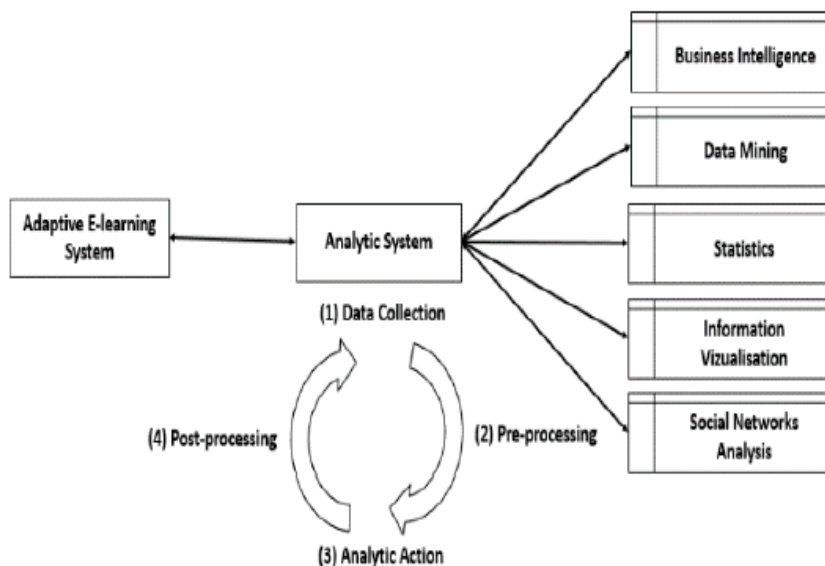 Business Intelligence
Data Mining
Adaptive E-learning
System
Analytic System
Statistics
(1) Data Collection
Information
Vizualisation
(4) Post-processing
(2) Pre-processing
Social Networks
Analysis
(3) Analytic Action